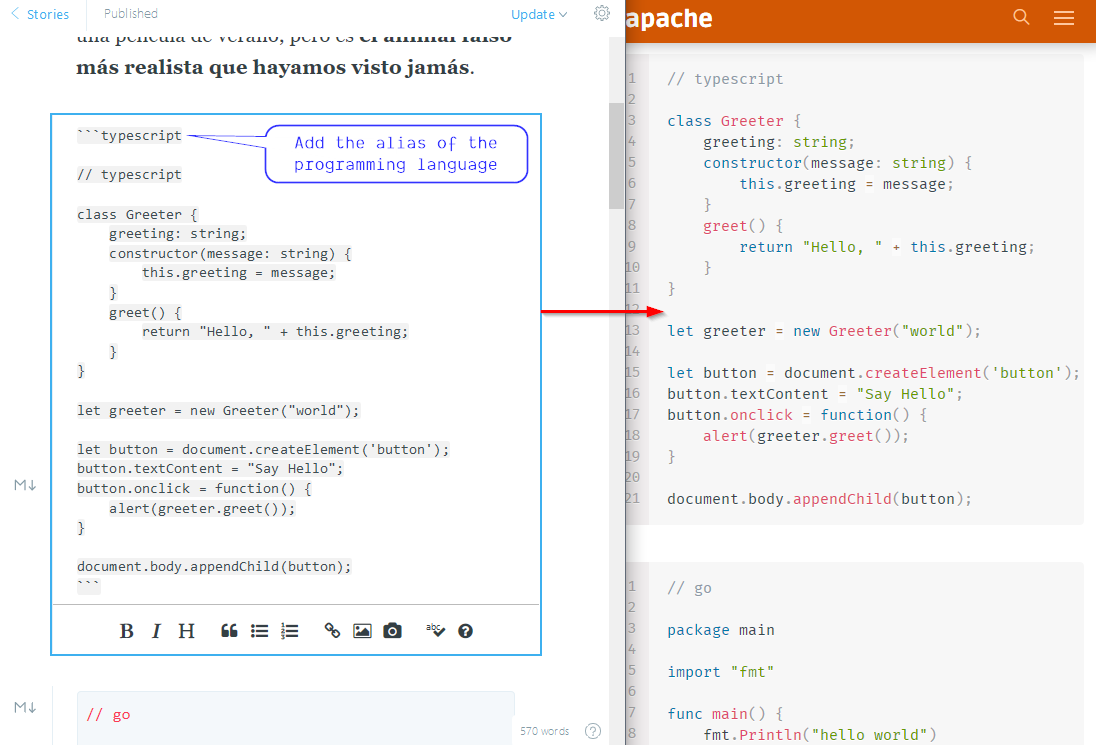 Stories
Published
Update
una película de verano, pero es el animal falso
más realista que hayamos visto jamás.
```typescript
Add the alias of the
programming language
// typescript
class Greeter {
    greeting: string;
    constructor(message: string) {
        this.greeting = message;
    }
    greet() {
        return "Hello, " + this.greeting;
    }
}
let greeter = new Greeter("world");
let button = document.createElement('button');
button.textContent = "Say Hello";
button.onclick = function() {
    alert(greeter.greet());
}
document.body.appendChild(button);
```
M↓
B I H
abc
M↓
// go
570 words
apache
1 // typescript
2
3 class Greeter {
4     greeting: string;
5     constructor(message: string) {
6         this.greeting = message;
7     }
8     greet() {
9         return "Hello, " + this.greeting;
10     }
11 }
12
13 let greeter = new Greeter("world");
14
15 let button = document.createElement('button');
16 button.textContent = "Say Hello";
17 button.onclick = function() {
18     alert(greeter.greet());
19 }
20
21 document.body.appendChild(button);
1 // go
2
3 package main
4
5 import "fmt"
6
7 func main() {
8     fmt.Println("hello world")